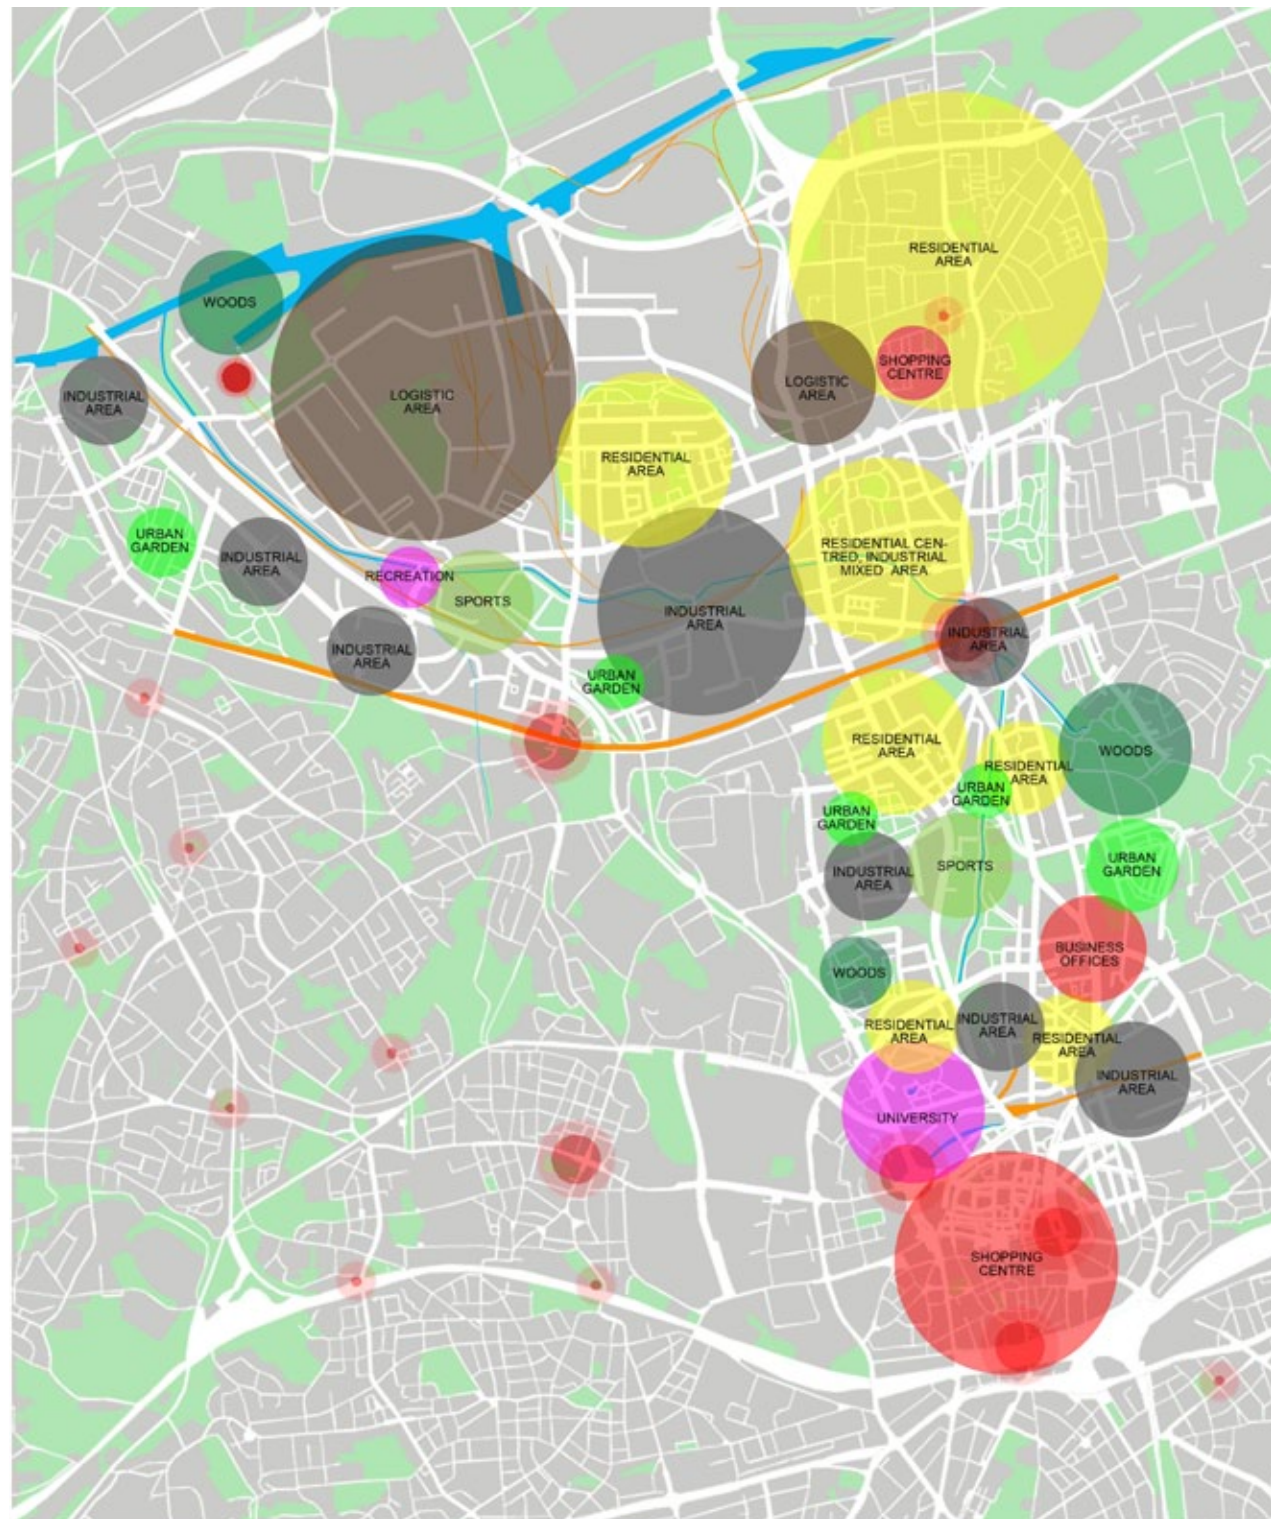 RESIDENTIAL
AREA
WOODS
SHOPPING
CENTRE
LOGISTIC
AREA
LOGISTIC
AREA
INDUSTRIAL
AREA
RESIDENTIAL
AREA
URBAN
GARDEN
INDUSTRIAL
AREA
RESIDENTIAL CEN-
TRED, INDUSTRIAL
MIXED AREA
RECREATION
SPORTS
INDUSTRIAL
AREA
INDUSTRIAL
AREA
INDUSTRIAL
AREA
URBAN
GARDEN
RESIDENTIAL
AREA
WOODS
RESIDENTIAL
AREA
URBAN
GARDEN
URBAN
GARDEN
INDUSTRIAL
AREA
SPORTS
URBAN
GARDEN
BUSINESS
OFFICES
WOODS
RESIDENTIAL
AREA
INDUSTRIAL
AREA
RESIDENTIAL
AREA
INDUSTRIAL
AREA
UNIVERSITY
SHOPPING
CENTRE